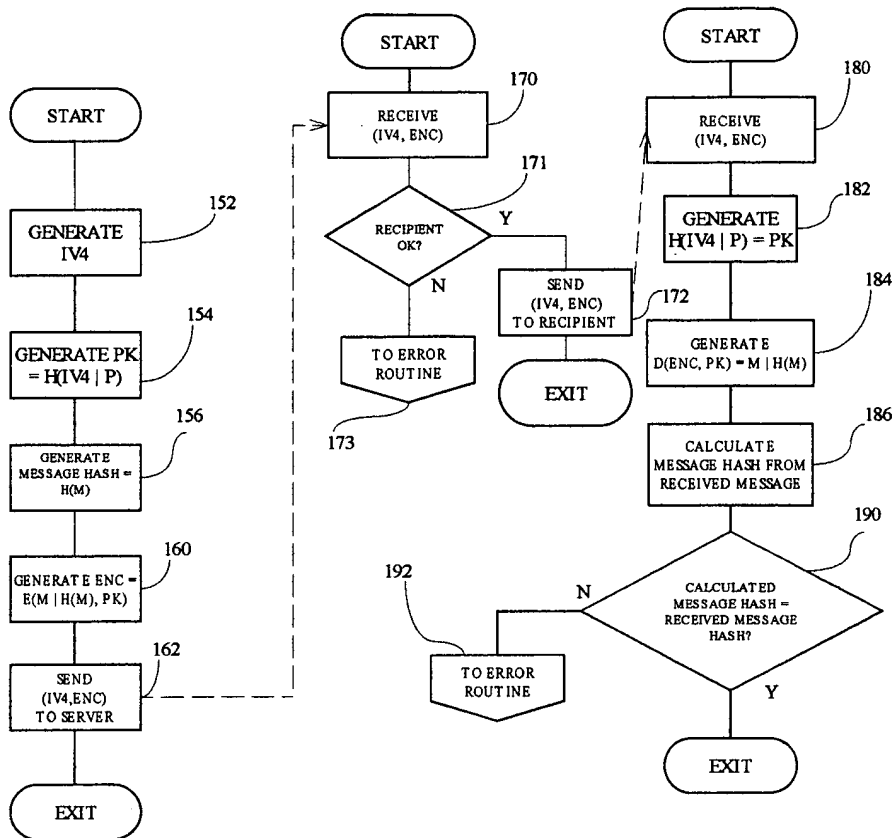 START
GENERATE
IV4
152
GENERATE PK
= H(IV4 | P)
154
GENERATE
MESSAGE HASH =
H(M)
156
GENERATE ENC =
E(M | H(M), PK)
160
SEND
(IV4,ENC)
TO SERVER
162
EXIT
START
RECEIVE
(IV4, ENC)
170
RECIPIENT
OK?
171
Y
N
SEND
(IV4, ENC)
TO RECIPIENT
172
TO ERROR
ROUTINE
173
EXIT
START
RECEIVE
(IV4, ENC)
180
GENERATE
H(IV4 | P) = PK
182
GENERATE
D(ENC, PK) = M | H(M)
184
CALCULATE
MESSAGE HASH FROM
RECEIVED MESSAGE
186
CALCULATED
MESSAGE HASH =
RECEIVED MESSAGE
HASH?
190
N
Y
192
TO ERROR
ROUTINE
EXIT